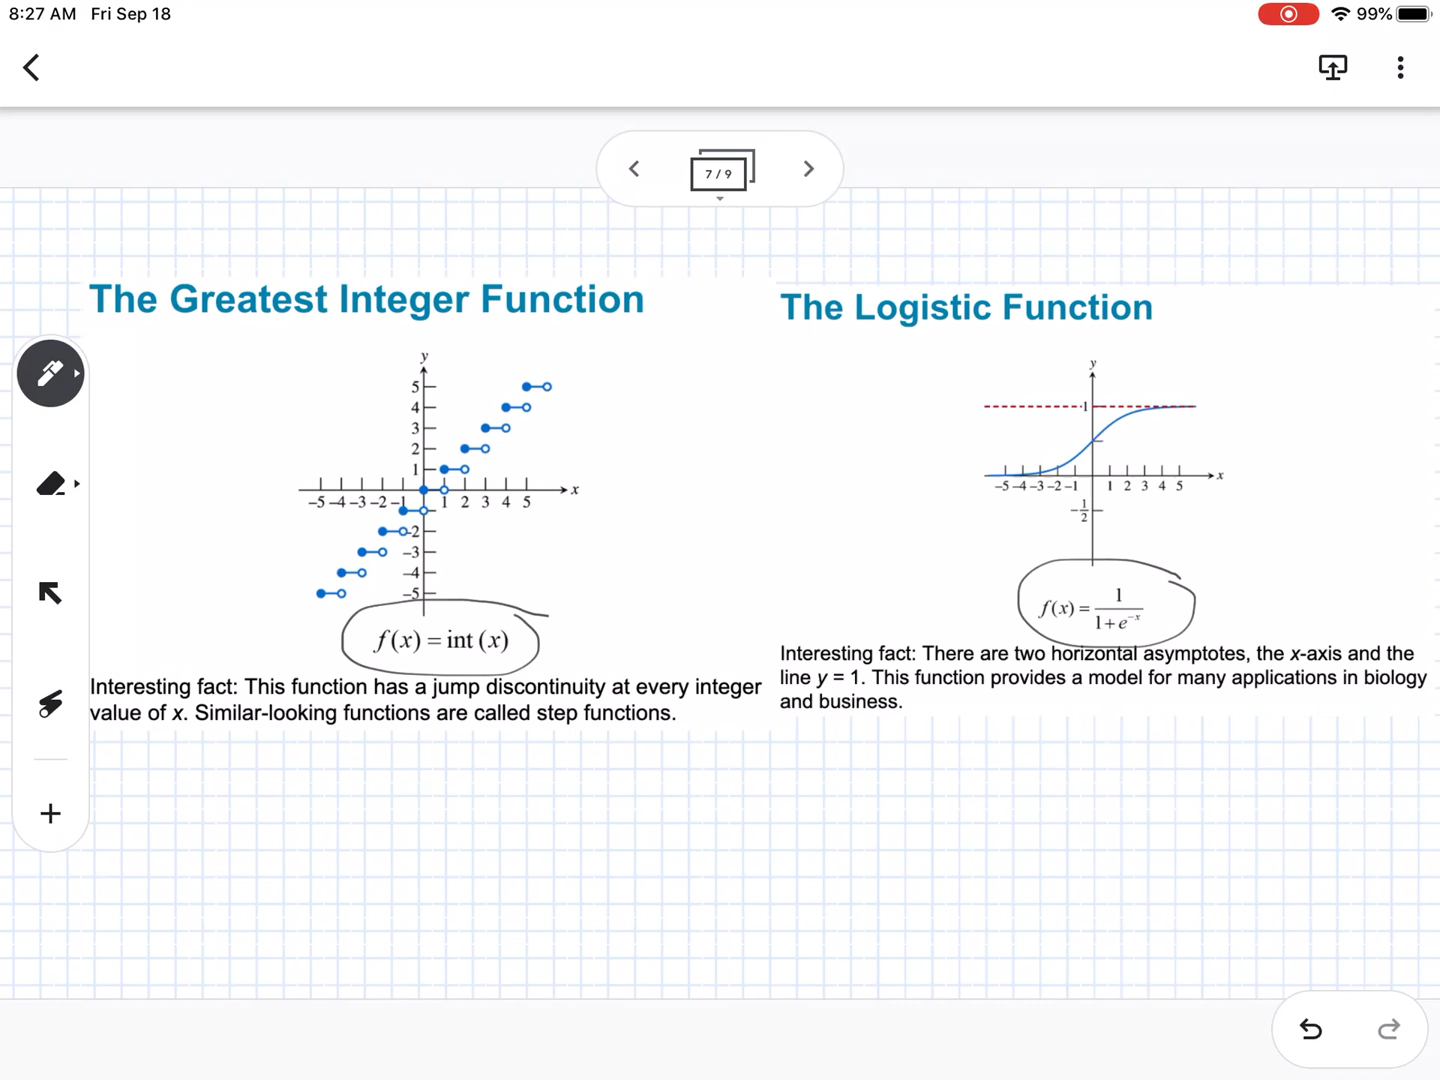 8:27 AM Fri Sep 18
99%
7 / 9
The Greatest Integer Function
y
5
4
3
2
1
x
-5 -4 -3 -2 -1 1 2 3 4 5
-2
-3
-4
-5
f(x) = int (x)
Interesting fact: This function has a jump discontinuity at every integer
value of x. Similar-looking functions are called step functions.
The Logistic Function
y
1
x
-5 -4 -3 -2 -1 1 2 3 4 5
-1/2
f(x) = 1/(1+e^-x)
Interesting fact: There are two horizontal asymptotes, the x-axis and the
line y = 1. This function provides a model for many applications in biology
and business.